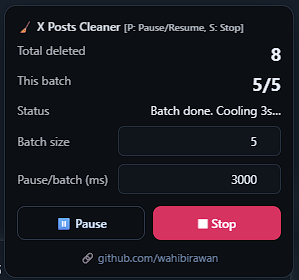 X Posts Cleaner [P: Pause/Resume, S: Stop]
Total deleted 8
This batch 5/5
Status Batch done. Cooling 3s...
Batch size 5
Pause/batch (ms) 3000
Pause Stop
github.com/wahibirawan